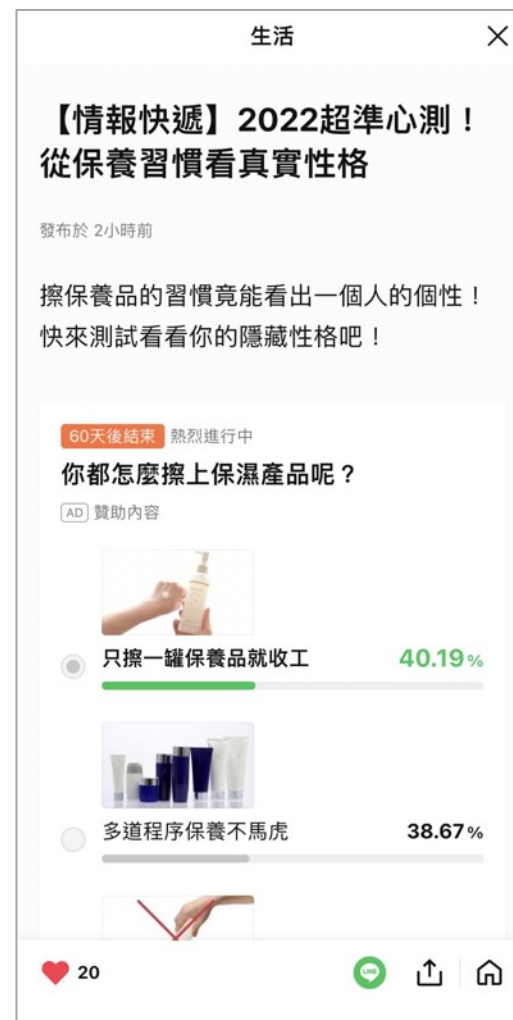 生活
【情報快遞】2022超準心測！
從保養習慣看真實性格
發布於 2小時前
擦保養品的習慣竟能看出一個人的個性！
快來測試看看你的隱藏性格吧！
60天後結束 熱烈進行中
你都怎麼擦上保濕產品呢？
AD 贊助內容
只擦一罐保養品就收工 40.19%
多道程序保養不馬虎 38.67%
20
LINE